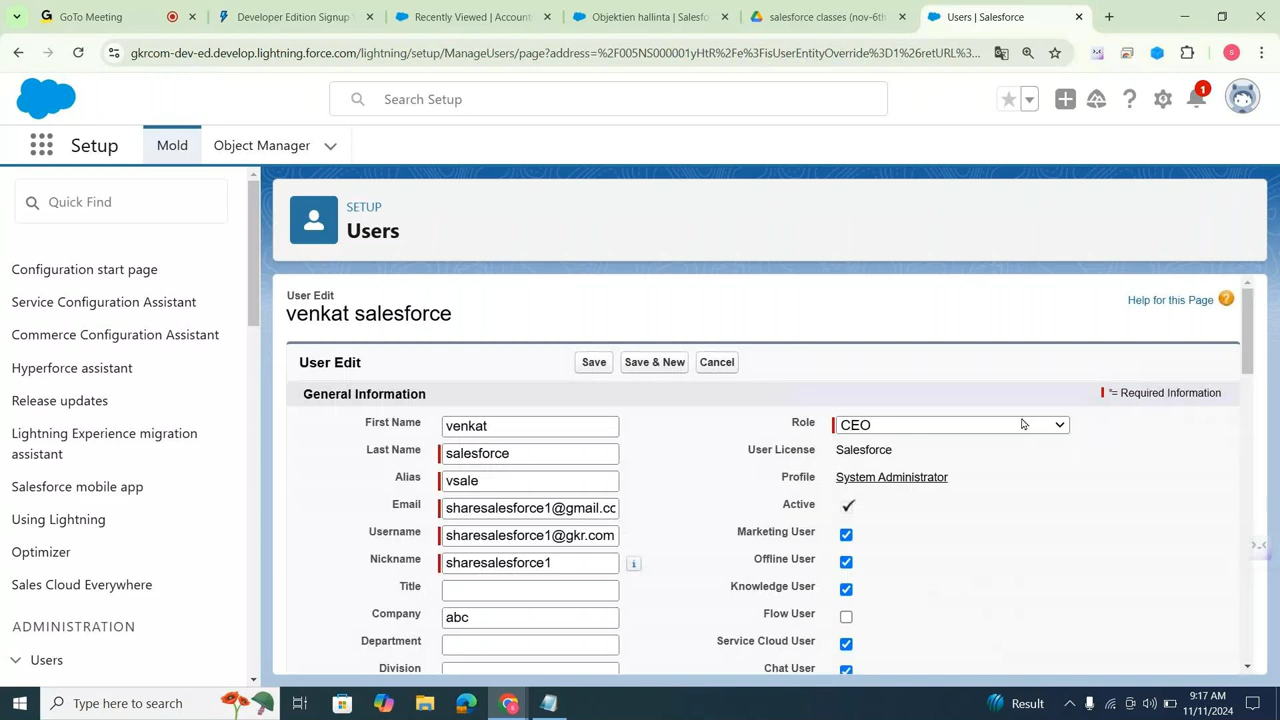 GoTo Meeting
Developer Edition Signup
Recently Viewed | Account
Objektien hallinta | Salesfo
salesforce classes (nov-6th
Users | Salesforce
gkrcom-dev-ed.develop.lightning.force.com/lightning/setup/ManageUsers/page?address=%2F005NS000001yHtR%2Fe%3FisUserEntityOverride%3D1%26retURL%3...
S
Search Setup
1
Setup
Mold
Object Manager
Quick Find
Configuration start page
Service Configuration Assistant
Commerce Configuration Assistant
Hyperforce assistant
Release updates
Lightning Experience migration
assistant
Salesforce mobile app
Using Lightning
Optimizer
Sales Cloud Everywhere
ADMINISTRATION
Users
SETUP
Users
User Edit
venkat salesforce
Help for this Page
User Edit
Save
Save & New
Cancel
General Information
*= Required Information
First Name venkat
Last Name salesforce
Alias vsale
Email sharesalesforce1@gmail.co
Username sharesalesforce1@gkr.com
Nickname sharesalesforce1
Title
Company abc
Department
Division
Role CEO
User License Salesforce
Profile System Administrator
Active
Marketing User
Offline User
Knowledge User
Flow User
Service Cloud User
Chat User
Type here to search
Result
9:17 AM
11/11/2024